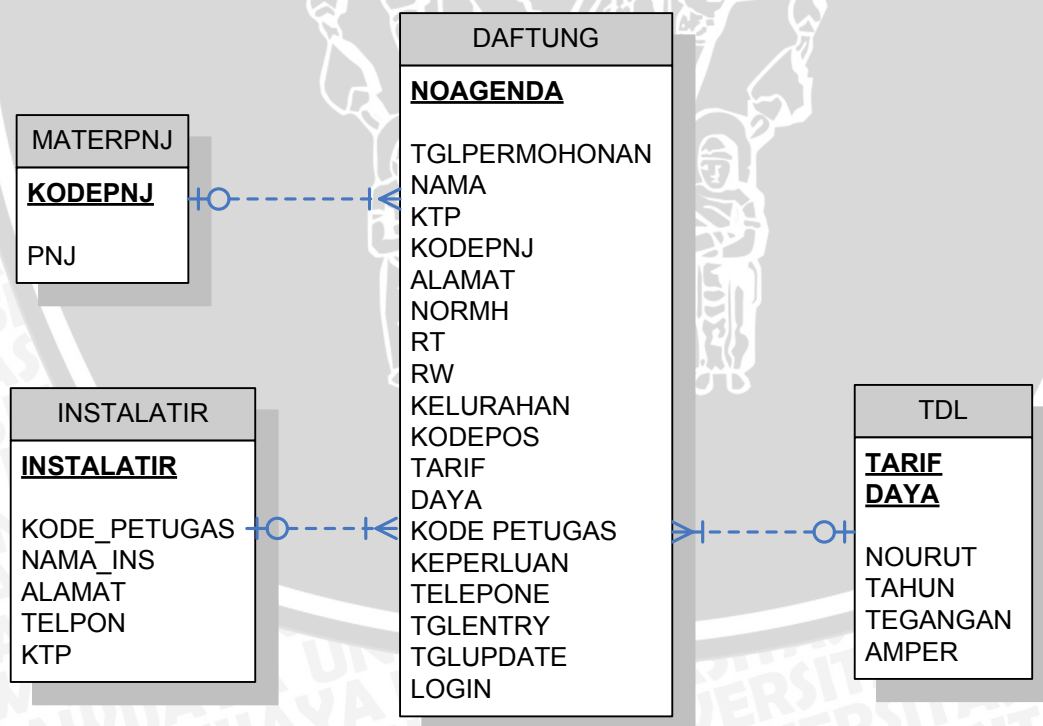 DAFTUNG
NOAGENDA
TGLPERMOHONAN
NAMA
KTP
KODEPNJ
ALAMAT
NORMH
RT
RW
KELURAHAN
KODEPOS
TARIF
DAYA
KODE PETUGAS
KEPERLUAN
TELEPONE
TGLENTRY
TGLUPDATE
LOGIN
MATERPNJ
KODEPNJ
PNJ
INSTALATIR
INSTALATIR
KODE_PETUGAS
NAMA_INS
ALAMAT
TELPON
KTP
TDL
TARIF
DAYA
NOURUT
TAHUN
TEGANGAN
AMPER